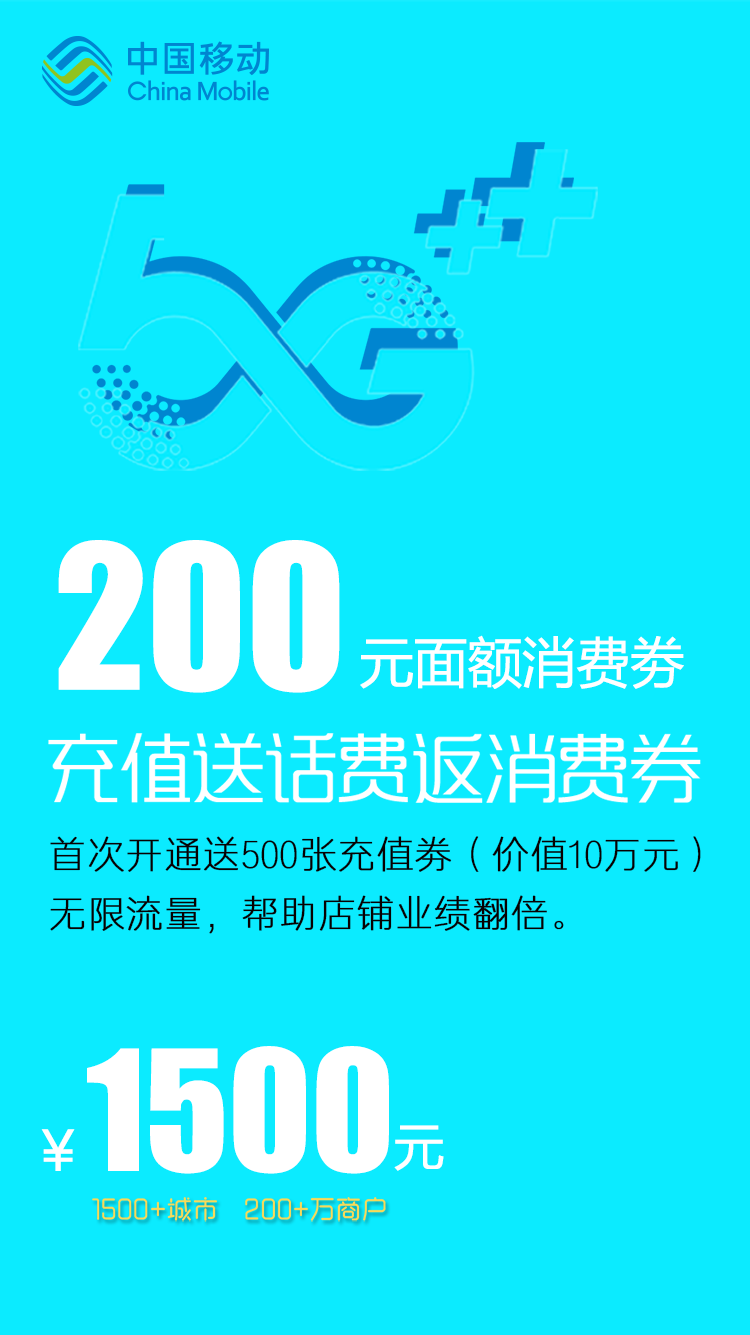 中国移动
China Mobile
5G++
200元面额消费劵
充值送话费返消费券
首次开通送500张充值劵（价值10万元）
无限流量，帮助店铺业绩翻倍。
¥1500元
1500+城市 200+万商户